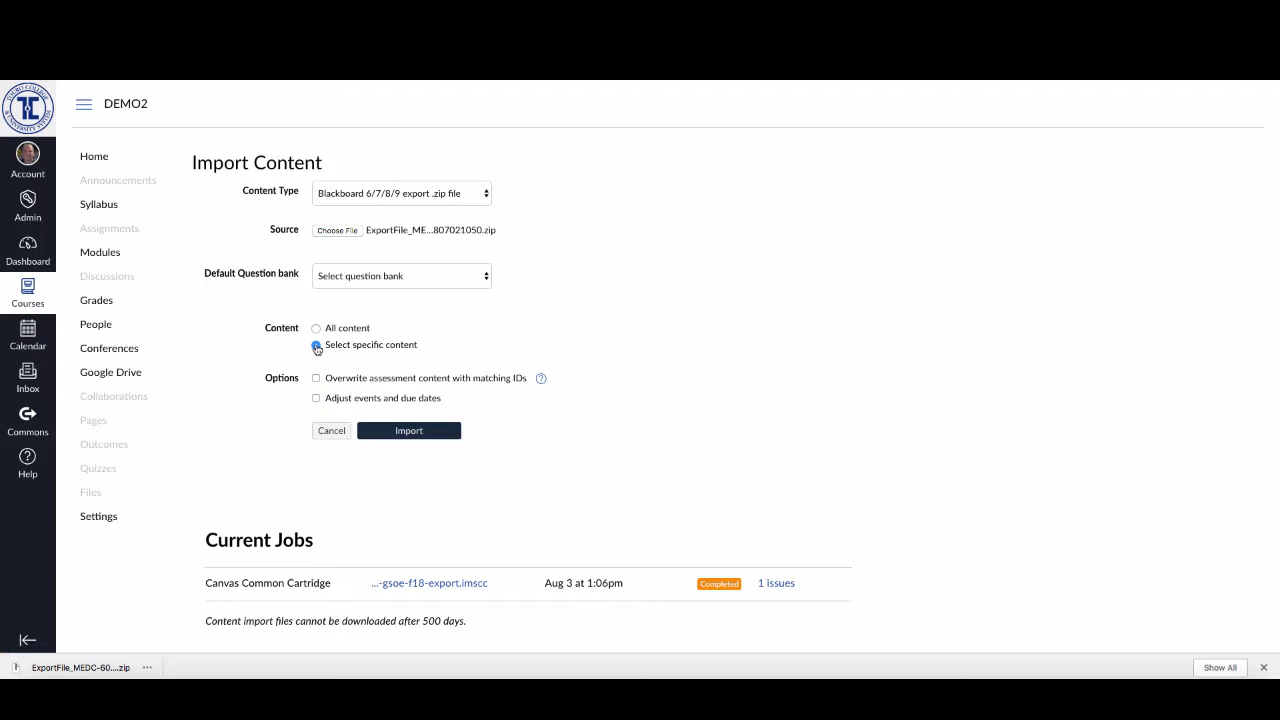 DEMO2
Account
Admin
Dashboard
Courses
Calendar
Inbox
Commons
Help
Home
Announcements
Syllabus
Assignments
Modules
Discussions
Grades
People
Conferences
Google Drive
Collaborations
Pages
Outcomes
Quizzes
Files
Settings
Import Content
Content Type Blackboard 6/7/8/9 export .zip file
Source Choose File ExportFile_ME...807021050.zip
Default Question bank Select question bank
Content All content
Select specific content
Options Overwrite assessment content with matching IDs ?
Adjust events and due dates
Cancel Import
Current Jobs
Canvas Common Cartridge ...-gsoe-f18-export.imscc Aug 3 at 1:06pm Completed 1 issues
Content import files cannot be downloaded after 500 days.
ExportFile_MEDC-60....zip ... Show All